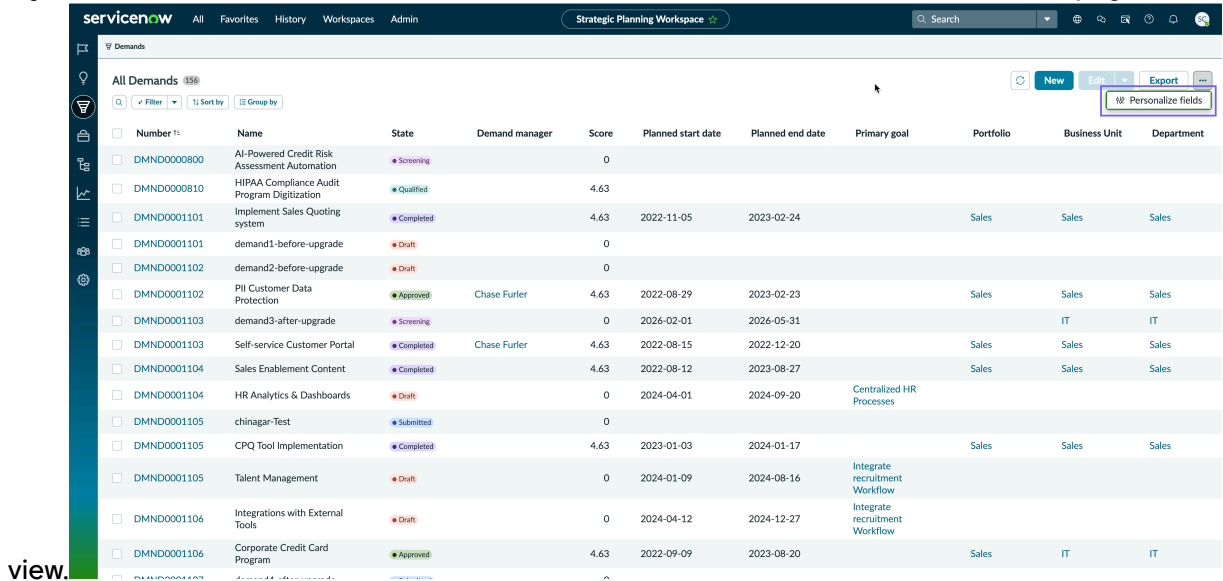 servicenow All Favorites History Workspaces Admin Strategic Planning Workspace Search SC
Demands
All Demands 156 New Edit Export ...
Filter Sort by Group by Personalize fields
Number Name State Demand manager Score Planned start date Planned end date Primary goal Portfolio Business Unit Department
DMND0000800 AI-Powered Credit Risk Assessment Automation Screening 0
DMND0000810 HIPAA Compliance Audit Program Digitization Qualified 4.63
DMND0001101 Implement Sales Quoting system Completed 4.63 2022-11-05 2023-02-24 Sales Sales Sales
DMND0001101 demand1-before-upgrade Draft 0
DMND0001102 demand2-before-upgrade Draft 0
DMND0001102 PII Customer Data Protection Approved Chase Furler 4.63 2022-08-29 2023-02-23 Sales Sales Sales
DMND0001103 demand3-after-upgrade Screening 0 2026-02-01 2026-05-31 IT IT
DMND0001103 Self-service Customer Portal Completed Chase Furler 4.63 2022-08-15 2022-12-20 Sales Sales Sales
DMND0001104 Sales Enablement Content Completed 4.63 2022-08-12 2023-08-27 Sales Sales Sales
DMND0001104 HR Analytics & Dashboards Draft 0 2024-04-01 2024-09-20 Centralized HR Processes
DMND0001105 chinagar-Test Submitted 0
DMND0001105 CPQ Tool Implementation Completed 4.63 2023-01-03 2024-01-17 Sales Sales Sales
DMND0001105 Talent Management Draft 0 2024-01-09 2024-08-16 Integrate recruitment Workflow
DMND0001106 Integrations with External Tools Draft 0 2024-04-12 2024-12-27 Integrate recruitment Workflow
DMND0001106 Corporate Credit Card Program Approved 4.63 2022-09-09 2023-08-20 Sales IT IT
view.